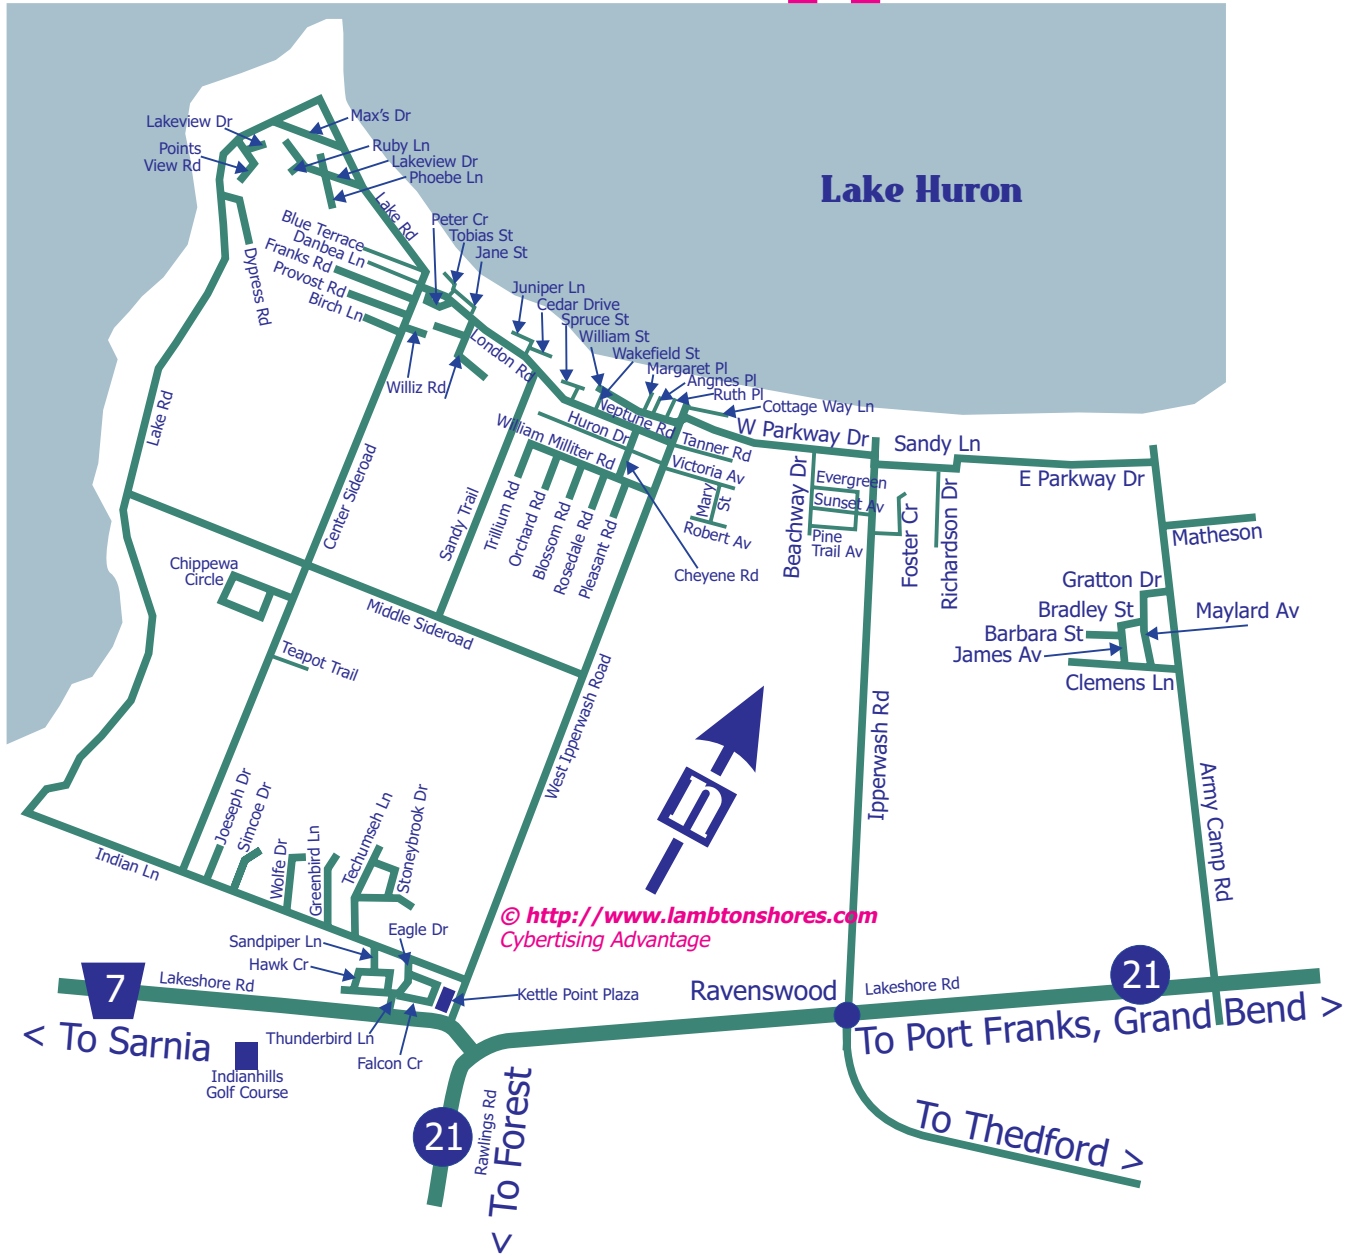 Lake Huron
Lakeview Dr
Max's Dr
Points
View Rd
Ruby Ln
Lakeview Dr
Phoebe Ln
Lake Rd
Peter Cr
Tobias St
Jane St
Blue Terrace
Danbea Ln
Franks Rd
Provost Rd
Birch Ln
Dypress Rd
Juniper Ln
Cedar Drive
Spruce St
William St
Wakefield St
Margaret Pl
Angnes Pl
Ruth Pl
Cottage Way Ln
London Rd
Williz Rd
Lake Rd
Neptune Rd
Huron Dr
William Milliter Rd
W Parkway Dr
Sandy Ln
E Parkway Dr
Tanner Rd
Victoria Av
Mary
St
Robert Av
Cheyene Rd
Center Sideroad
Sandy Trail
Trillium Rd
Orchard Rd
Blossom Rd
Rosedale Rd
Pleasant Rd
Beachway Dr
Evergreen
Sunset Av
Pine
Trail Av
Foster Cr
Richardson Dr
Matheson
Gratton Dr
Bradley St
Maylard Av
Barbara St
James Av
Clemens Ln
Chippewa
Circle
Middle Sideroad
Teapot Trail
West Ipperwash Road
Ipperwash Rd
Army Camp Rd
Joeseph Dr
Simcoe Dr
Wolfe Dr
Greenbird Ln
Techumseh Ln
Stoneybrook Dr
Indian Ln
© http://www.lambtonshores.com
Cybertising Advantage
Eagle Dr
Sandpiper Ln
Hawk Cr
7
Lakeshore Rd
Kettle Point Plaza
Ravenswood
Lakeshore Rd
21
< To Sarnia
Thunderbird Ln
Falcon Cr
To Port Franks, Grand Bend >
Indianhills
Golf Course
21
Rawlings Rd
< To Forest
To Thedford >